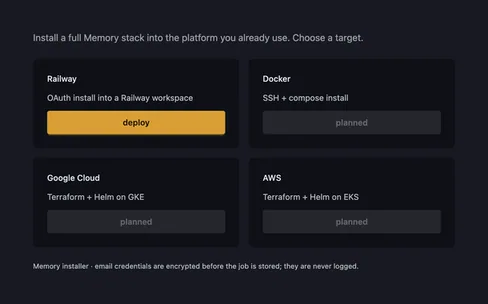 Install a full Memory stack into the platform you already use. Choose a target.
Railway
OAuth install into a Railway workspace
deploy
Docker
SSH + compose install
planned
Google Cloud
Terraform + Helm on GKE
planned
AWS
Terraform + Helm on EKS
planned
Memory installer · email credentials are encrypted before the job is stored; they are never logged.